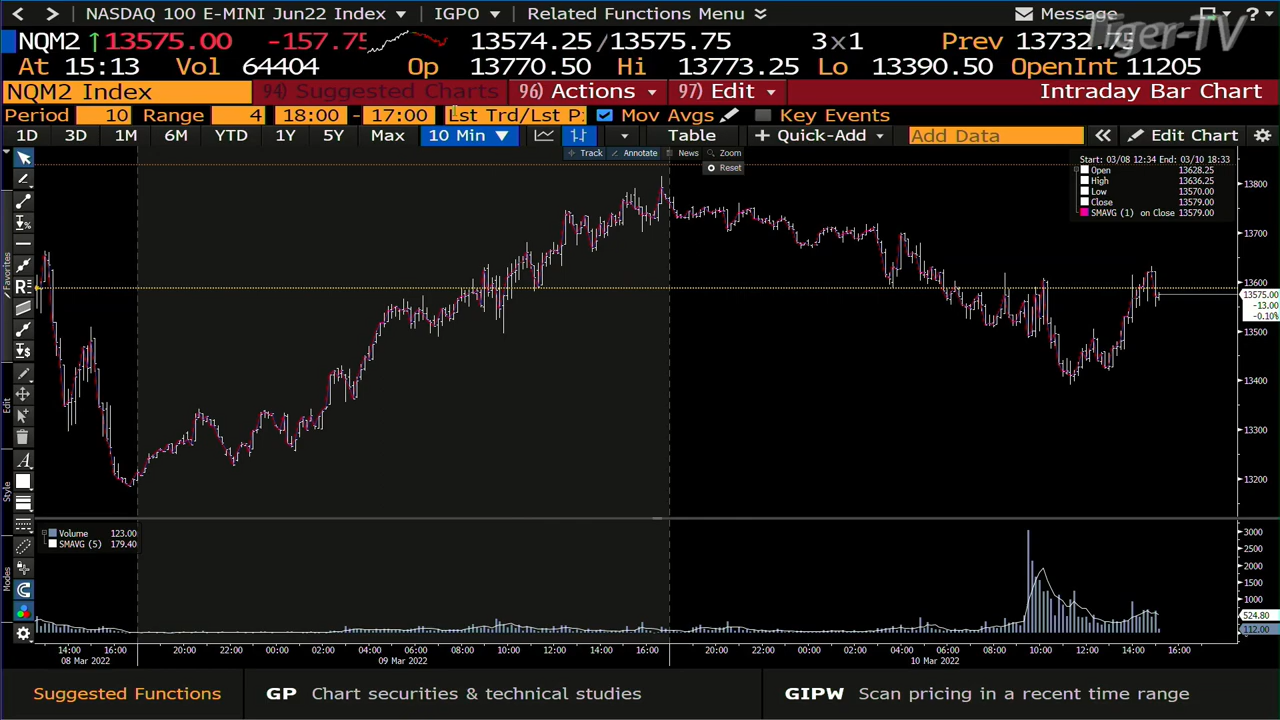 NASDAQ 100 E-MINI Jun22 Index IGPO Related Functions Menu Message ?
Tiger-TV
NQM2 ↑13575.00 -157.75 13574.25/13575.75 3×1 Prev 13732.75
At 15:13 Vol 64404 Op 13770.50 Hi 13773.25 Lo 13390.50 OpenInt 11205
NQM2 Index 94) Suggested Charts 96) Actions 97) Edit Intraday Bar Chart
Period 10 Range 4 18:00 - 17:00 Lst Trd/Lst P: Mov Avgs Key Events
1D 3D 1M 6M YTD 1Y 5Y Max 10 Min Table + Quick-Add Add Data « Edit Chart
Track Annotate News Zoom
Reset
Start: 03/08 12:34 End: 03/10 18:33
Open 13628.25
High 13636.25
Low 13570.00
Close 13579.00
SMAVG (1) on Close 13579.00
13800
13700
13600
13575.00
-13.00
-0.10%
13500
13400
13300
13200
Favorites
Edit
Style
Modes
Volume 123.00
SMAVG (5) 179.40
3000
2500
2000
1500
1000
524.80
112.00
14:00 16:00 20:00 22:00 00:00 02:00 04:00 06:00 08:00 10:00 12:00 14:00 16:00 20:00 22:00 00:00 02:00 04:00 06:00 08:00 10:00 12:00 14:00 16:00
08 Mar 2022 09 Mar 2022 10 Mar 2022
Suggested Functions GP Chart securities & technical studies GIPW Scan pricing in a recent time range